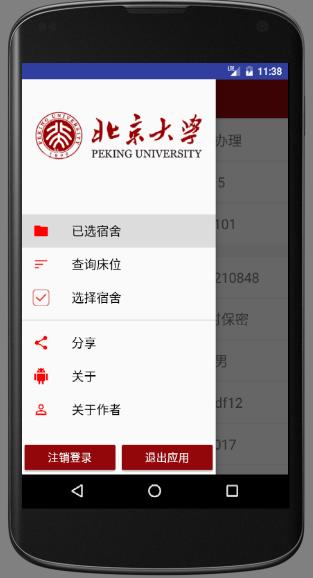 LTE 11:38
北京大学
PEKING UNIVERSITY
PEKING UNIVERSITY
1898
已选宿舍
查询床位
选择宿舍
分享
关于
关于作者
注销登录 退出应用
办理
5
101
210848
保密
男
df12
017